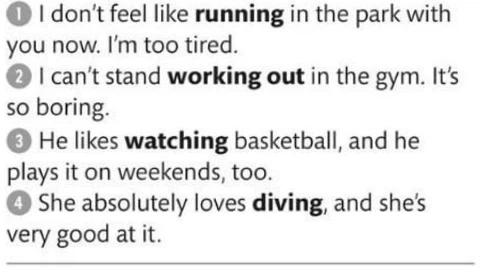 1 I don't feel like running in the park with
you now. I'm too tired.
2 I can't stand working out in the gym. It's
so boring.
3 He likes watching basketball, and he
plays it on weekends, too.
4 She absolutely loves diving, and she's
very good at it.